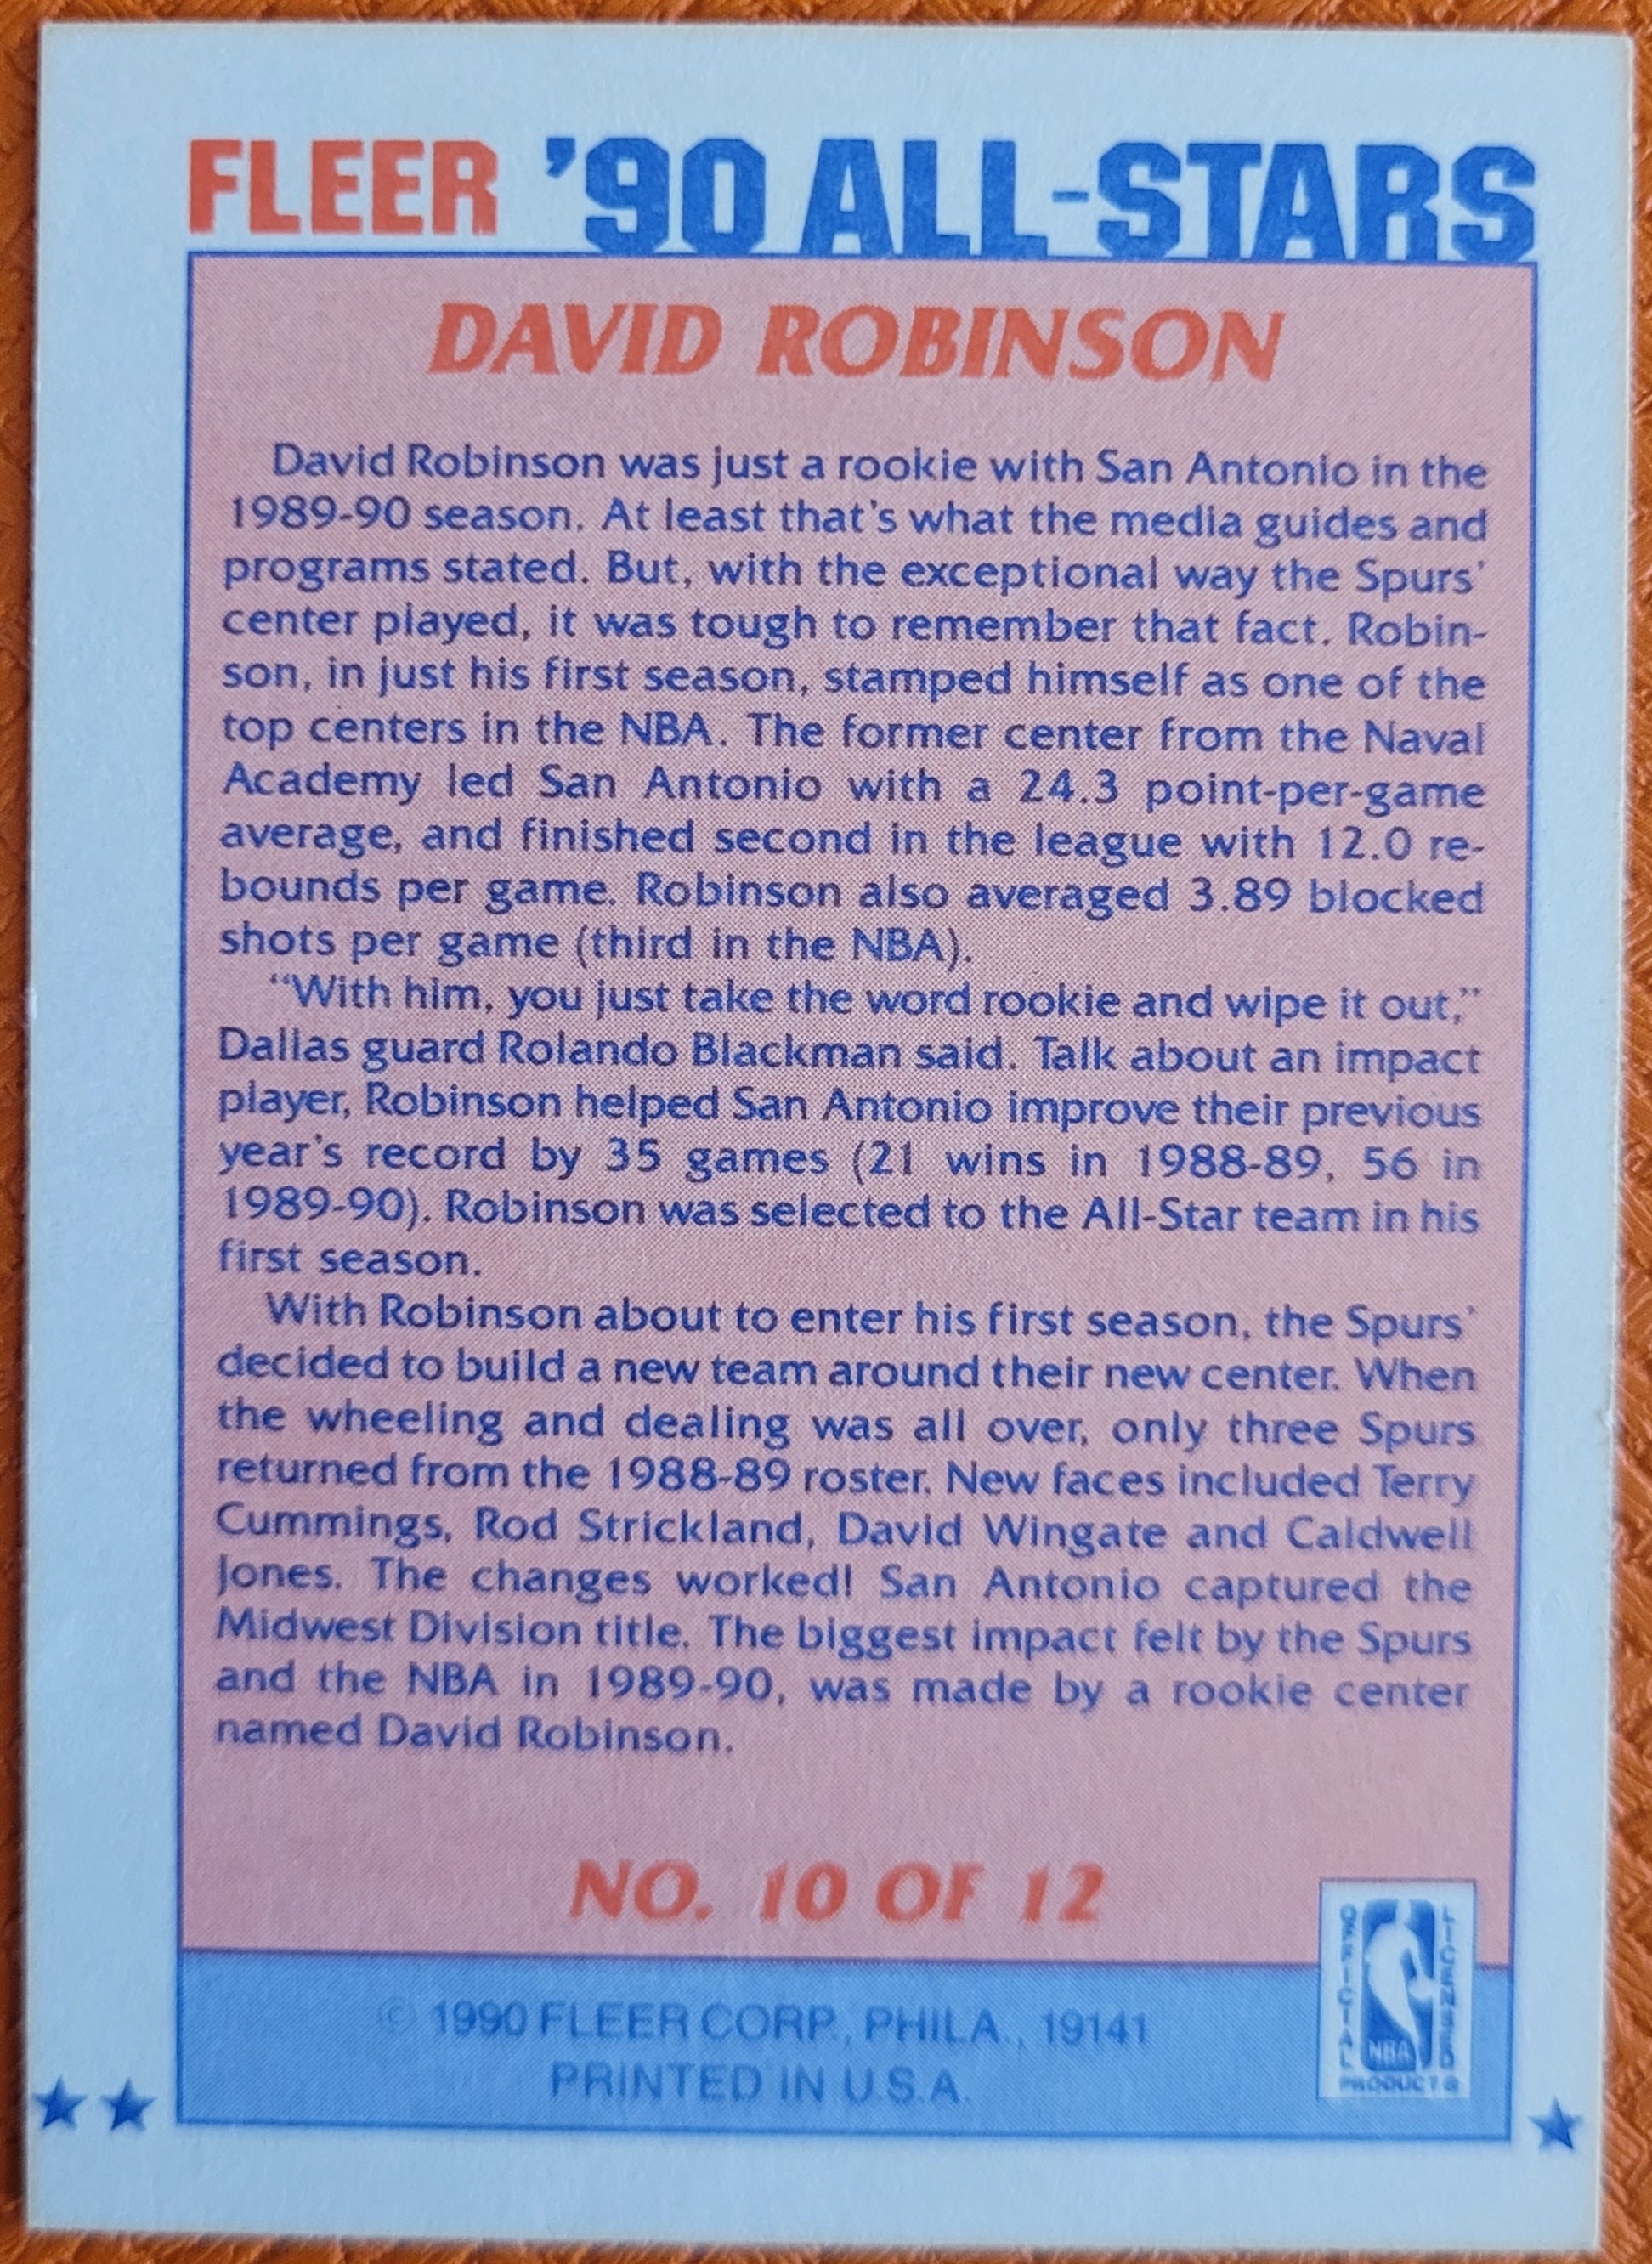 FLEER '90 ALL-STARS
DAVID ROBINSON
David Robinson was just a rookie with San Antonio in the
1989-90 season. At least that's what the media guides and
programs stated. But, with the exceptional way the Spurs'
center played, it was tough to remember that fact. Robin-
son, in just his first season, stamped himself as one of the
top centers in the NBA. The former center from the Naval
Academy led San Antonio with a 24.3 point-per-game
average, and finished second in the league with 12.0 re-
bounds per game. Robinson also averaged 3.89 blocked
shots per game (third in the NBA).
"With him, you just take the word rookie and wipe it out,"
Dallas guard Rolando Blackman said. Talk about an impact
player, Robinson helped San Antonio improve their previous
year's record by 35 games (21 wins in 1988-89, 56 in
1989-90). Robinson was selected to the All-Star team in his
first season.
With Robinson about to enter his first season, the Spurs'
decided to build a new team around their new center. When
the wheeling and dealing was all over, only three Spurs
returned from the 1988-89 roster. New faces included Terry
Cummings, Rod Strickland, David Wingate and Caldwell
Jones. The changes worked! San Antonio captured the
Midwest Division title. The biggest impact felt by the Spurs
and the NBA in 1989-90, was made by a rookie center
named David Robinson.
NO. 10 OF 12
OFFICIAL
LICENSED
NBA
PRODUCT®
© 1990 FLEER CORP., PHILA., 19141
PRINTED IN U.S.A.